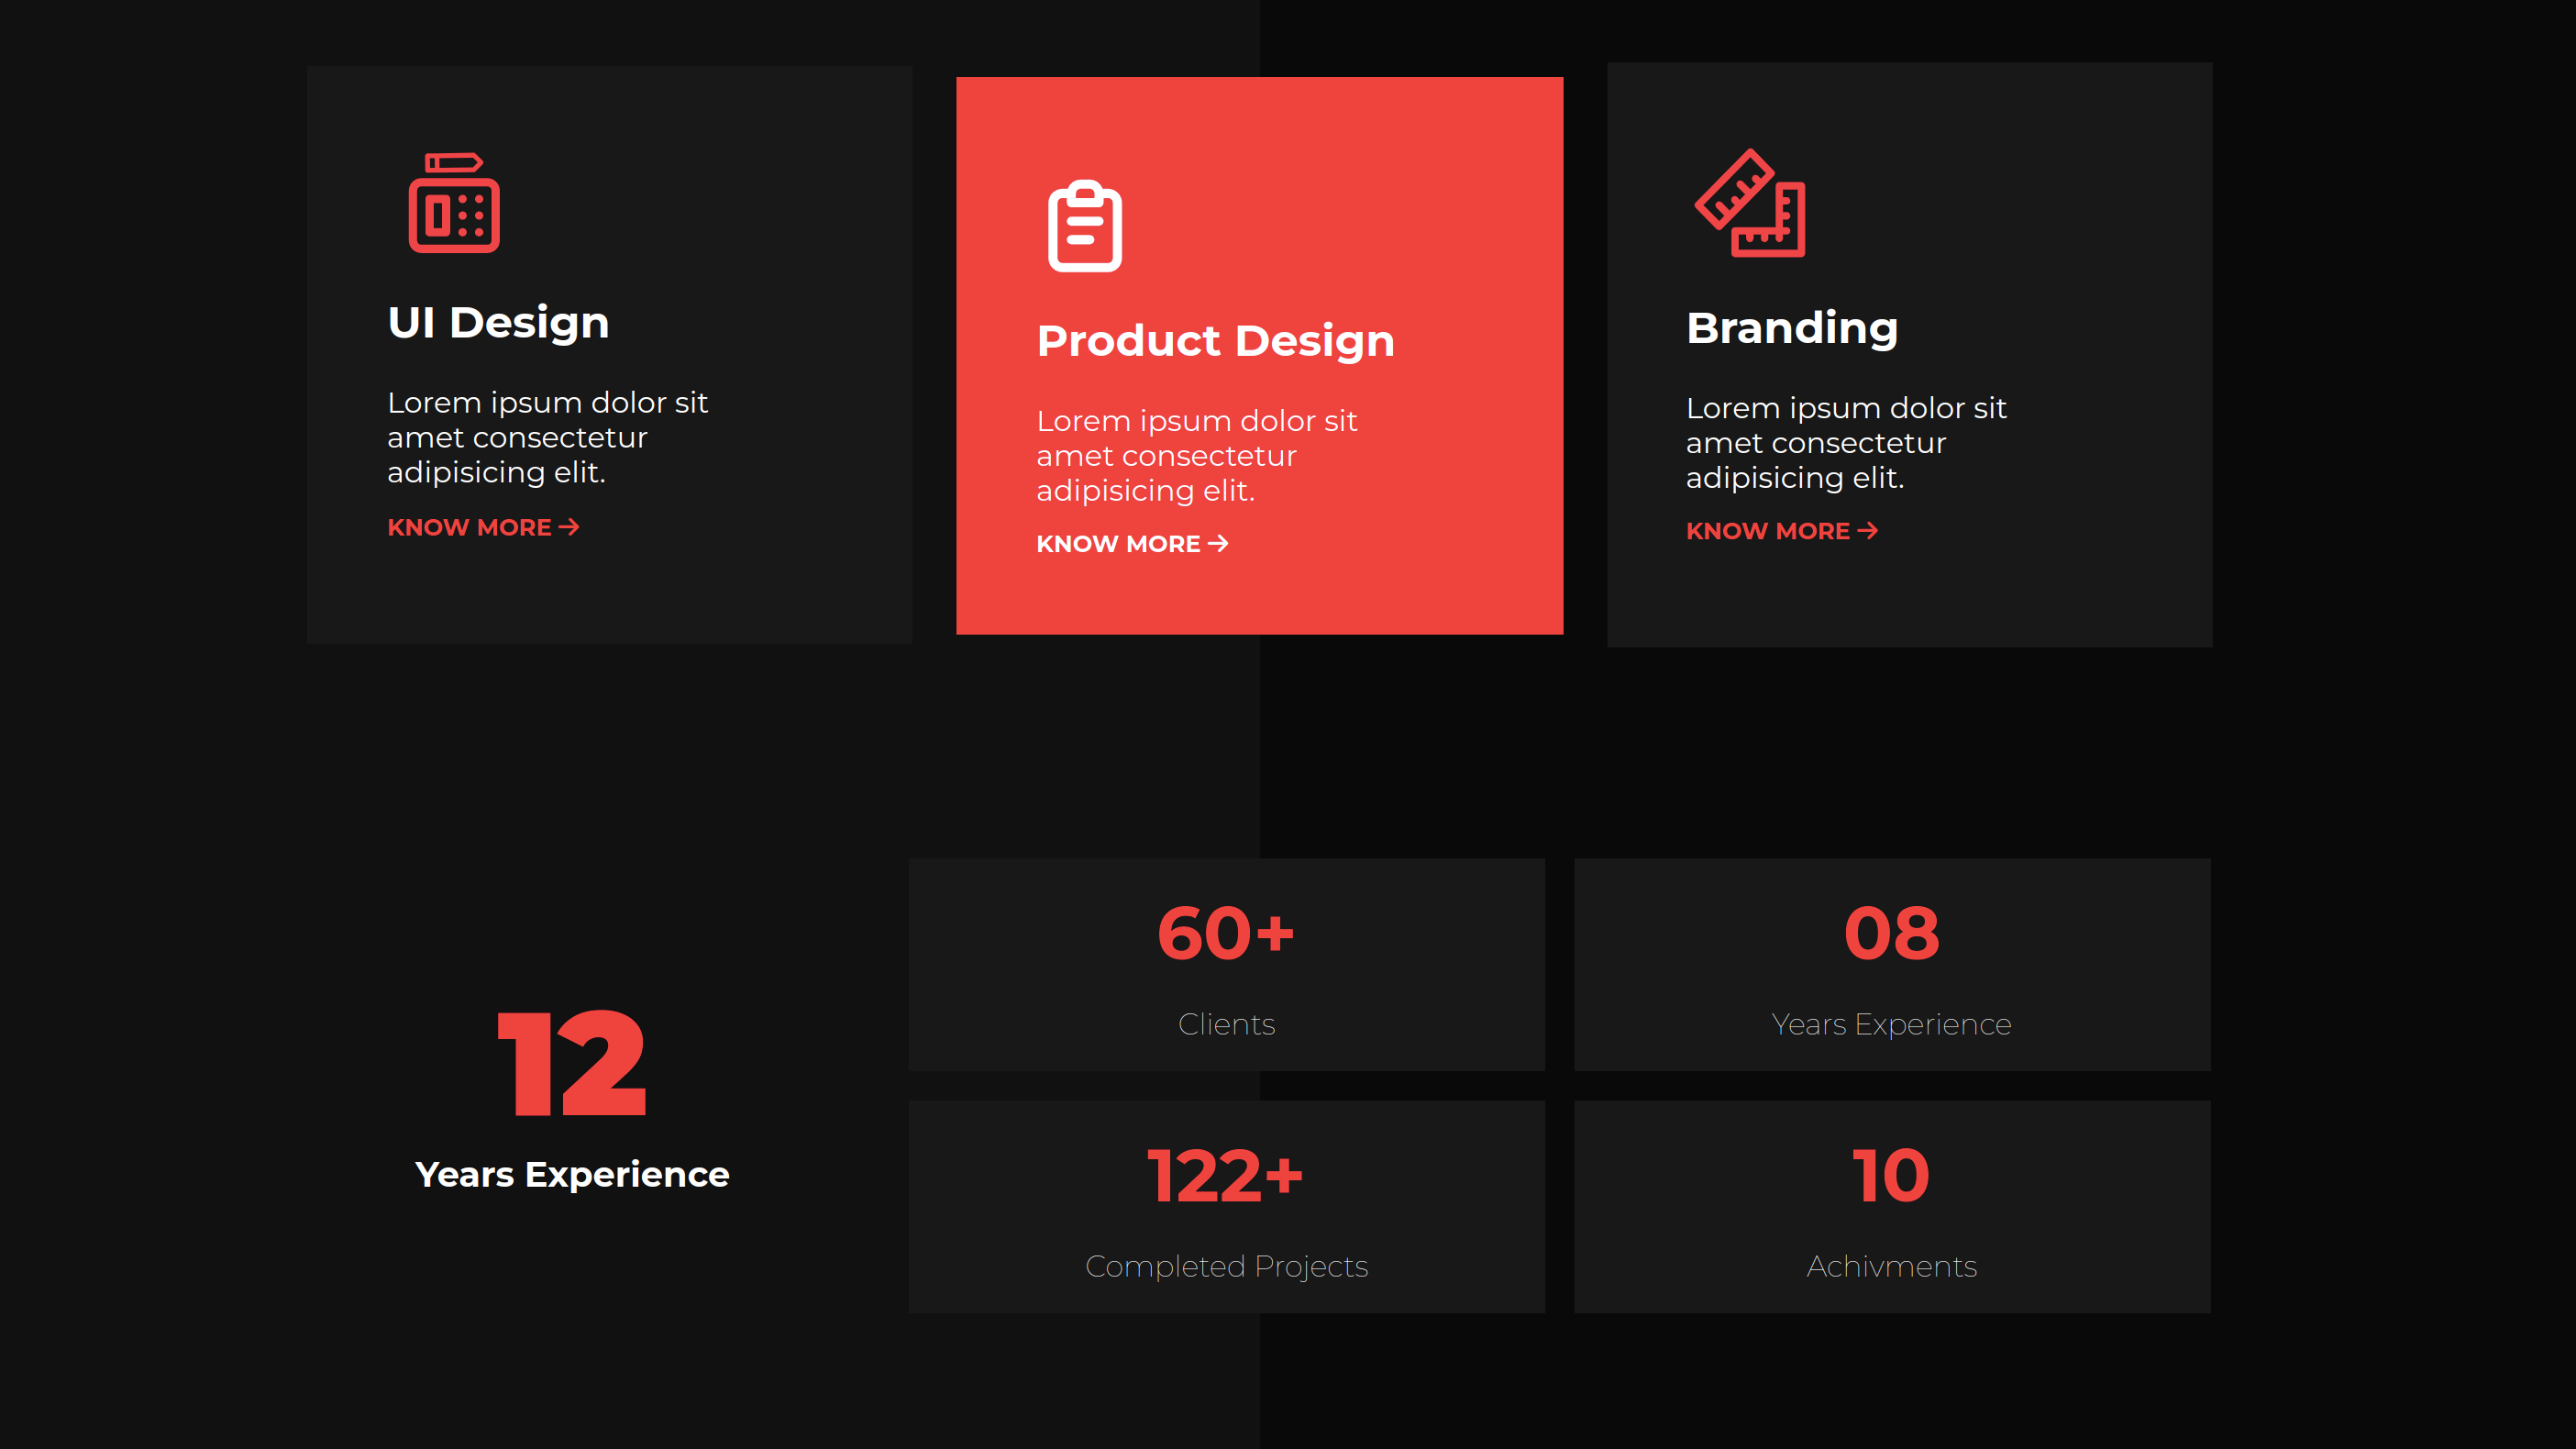 UI Design
Lorem ipsum dolor sit
amet consectetur
adipisicing elit.
KNOW MORE →
Product Design
Lorem ipsum dolor sit
amet consectetur
adipisicing elit.
KNOW MORE →
Branding
Lorem ipsum dolor sit
amet consectetur
adipisicing elit.
KNOW MORE →
12
Years Experience
60+
Clients
08
Years Experience
122+
Completed Projects
10
Achivments